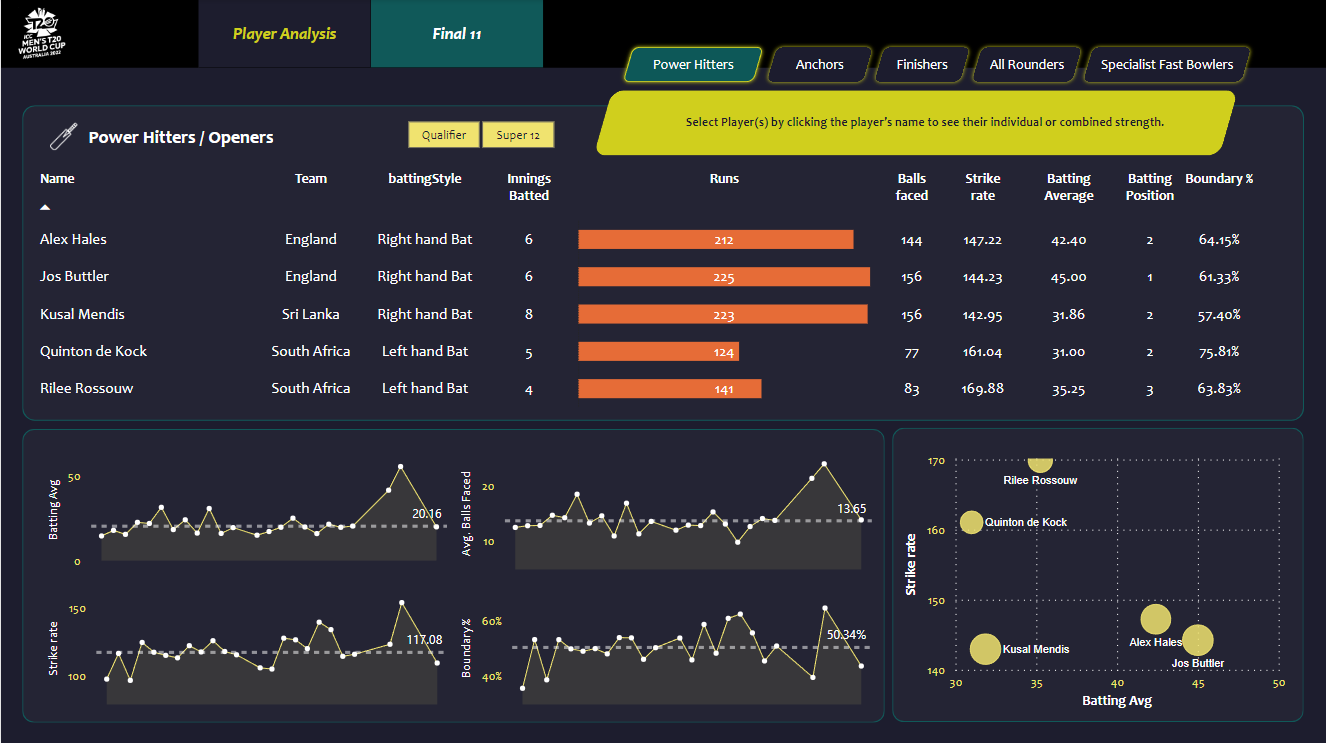 ICC
MEN'S T20
WORLD CUP
AUSTRALIA 2022
Player Analysis
Final 11
Power Hitters
Anchors
Finishers
All Rounders
Specialist Fast Bowlers
Select Player(s) by clicking the player's name to see their individual or combined strength.
Power Hitters / Openers
Qualifier
Super 12
Name Team battingStyle Innings Batted Runs Balls faced Strike rate Batting Average Batting Position Boundary %
Alex Hales England Right hand Bat 6 212 144 147.22 42.40 2 64.15%
Jos Buttler England Right hand Bat 6 225 156 144.23 45.00 1 61.33%
Kusal Mendis Sri Lanka Right hand Bat 8 223 156 142.95 31.86 2 57.40%
Quinton de Kock South Africa Left hand Bat 5 124 77 161.04 31.00 2 75.81%
Rilee Rossouw South Africa Left hand Bat 4 141 83 169.88 35.25 3 63.83%
Batting Avg
50
0
20.16
Avg. Balls Faced
20
10
13.65
Strike rate
150
100
117.08
Boundary%
60%
40%
50.34%
Strike rate
170
160
150
140
Rilee Rossouw
Quinton de Kock
Alex Hales
Kusal Mendis
Jos Buttler
30 35 40 45 50
Batting Avg